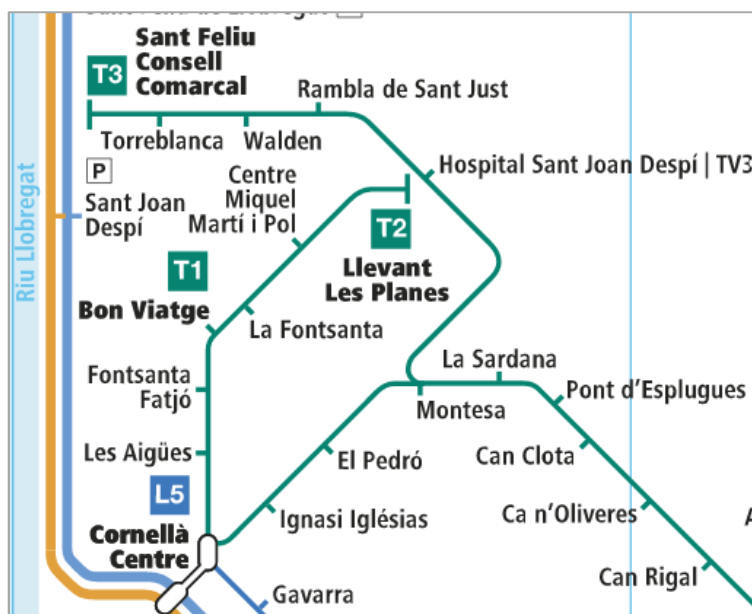 Sant Feliu
Consell
Comarcal
T3
Rambla de Sant Just
Torreblanca
Walden
P
Hospital Sant Joan Despí | TV3
Centre
Miquel
Martí i Pol
Sant Joan
Despí
T2
Llevant
Les Planes
T1
Bon Viatge
La Fontsanta
Riu Llobregat
Fontsanta
Fatjó
La Sardana
Pont d'Esplugues
Montesa
Les Aigües
El Pedró
Can Clota
L5
Cornellà
Centre
Ignasi Iglésias
Ca n'Oliveres
Can Rigal
Gavarra